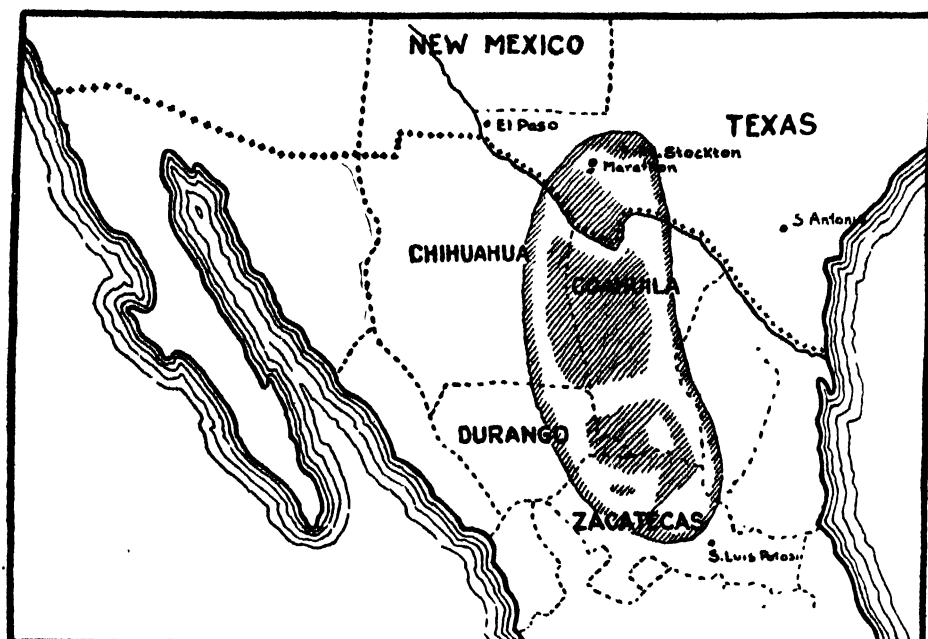 NEW MEXICO
El Paso
TEXAS
Stockton
Marathon
S Antonio
CHIHUAHUA
COAHUILA
DURANGO
ZACATECAS
S. Luis Potosi